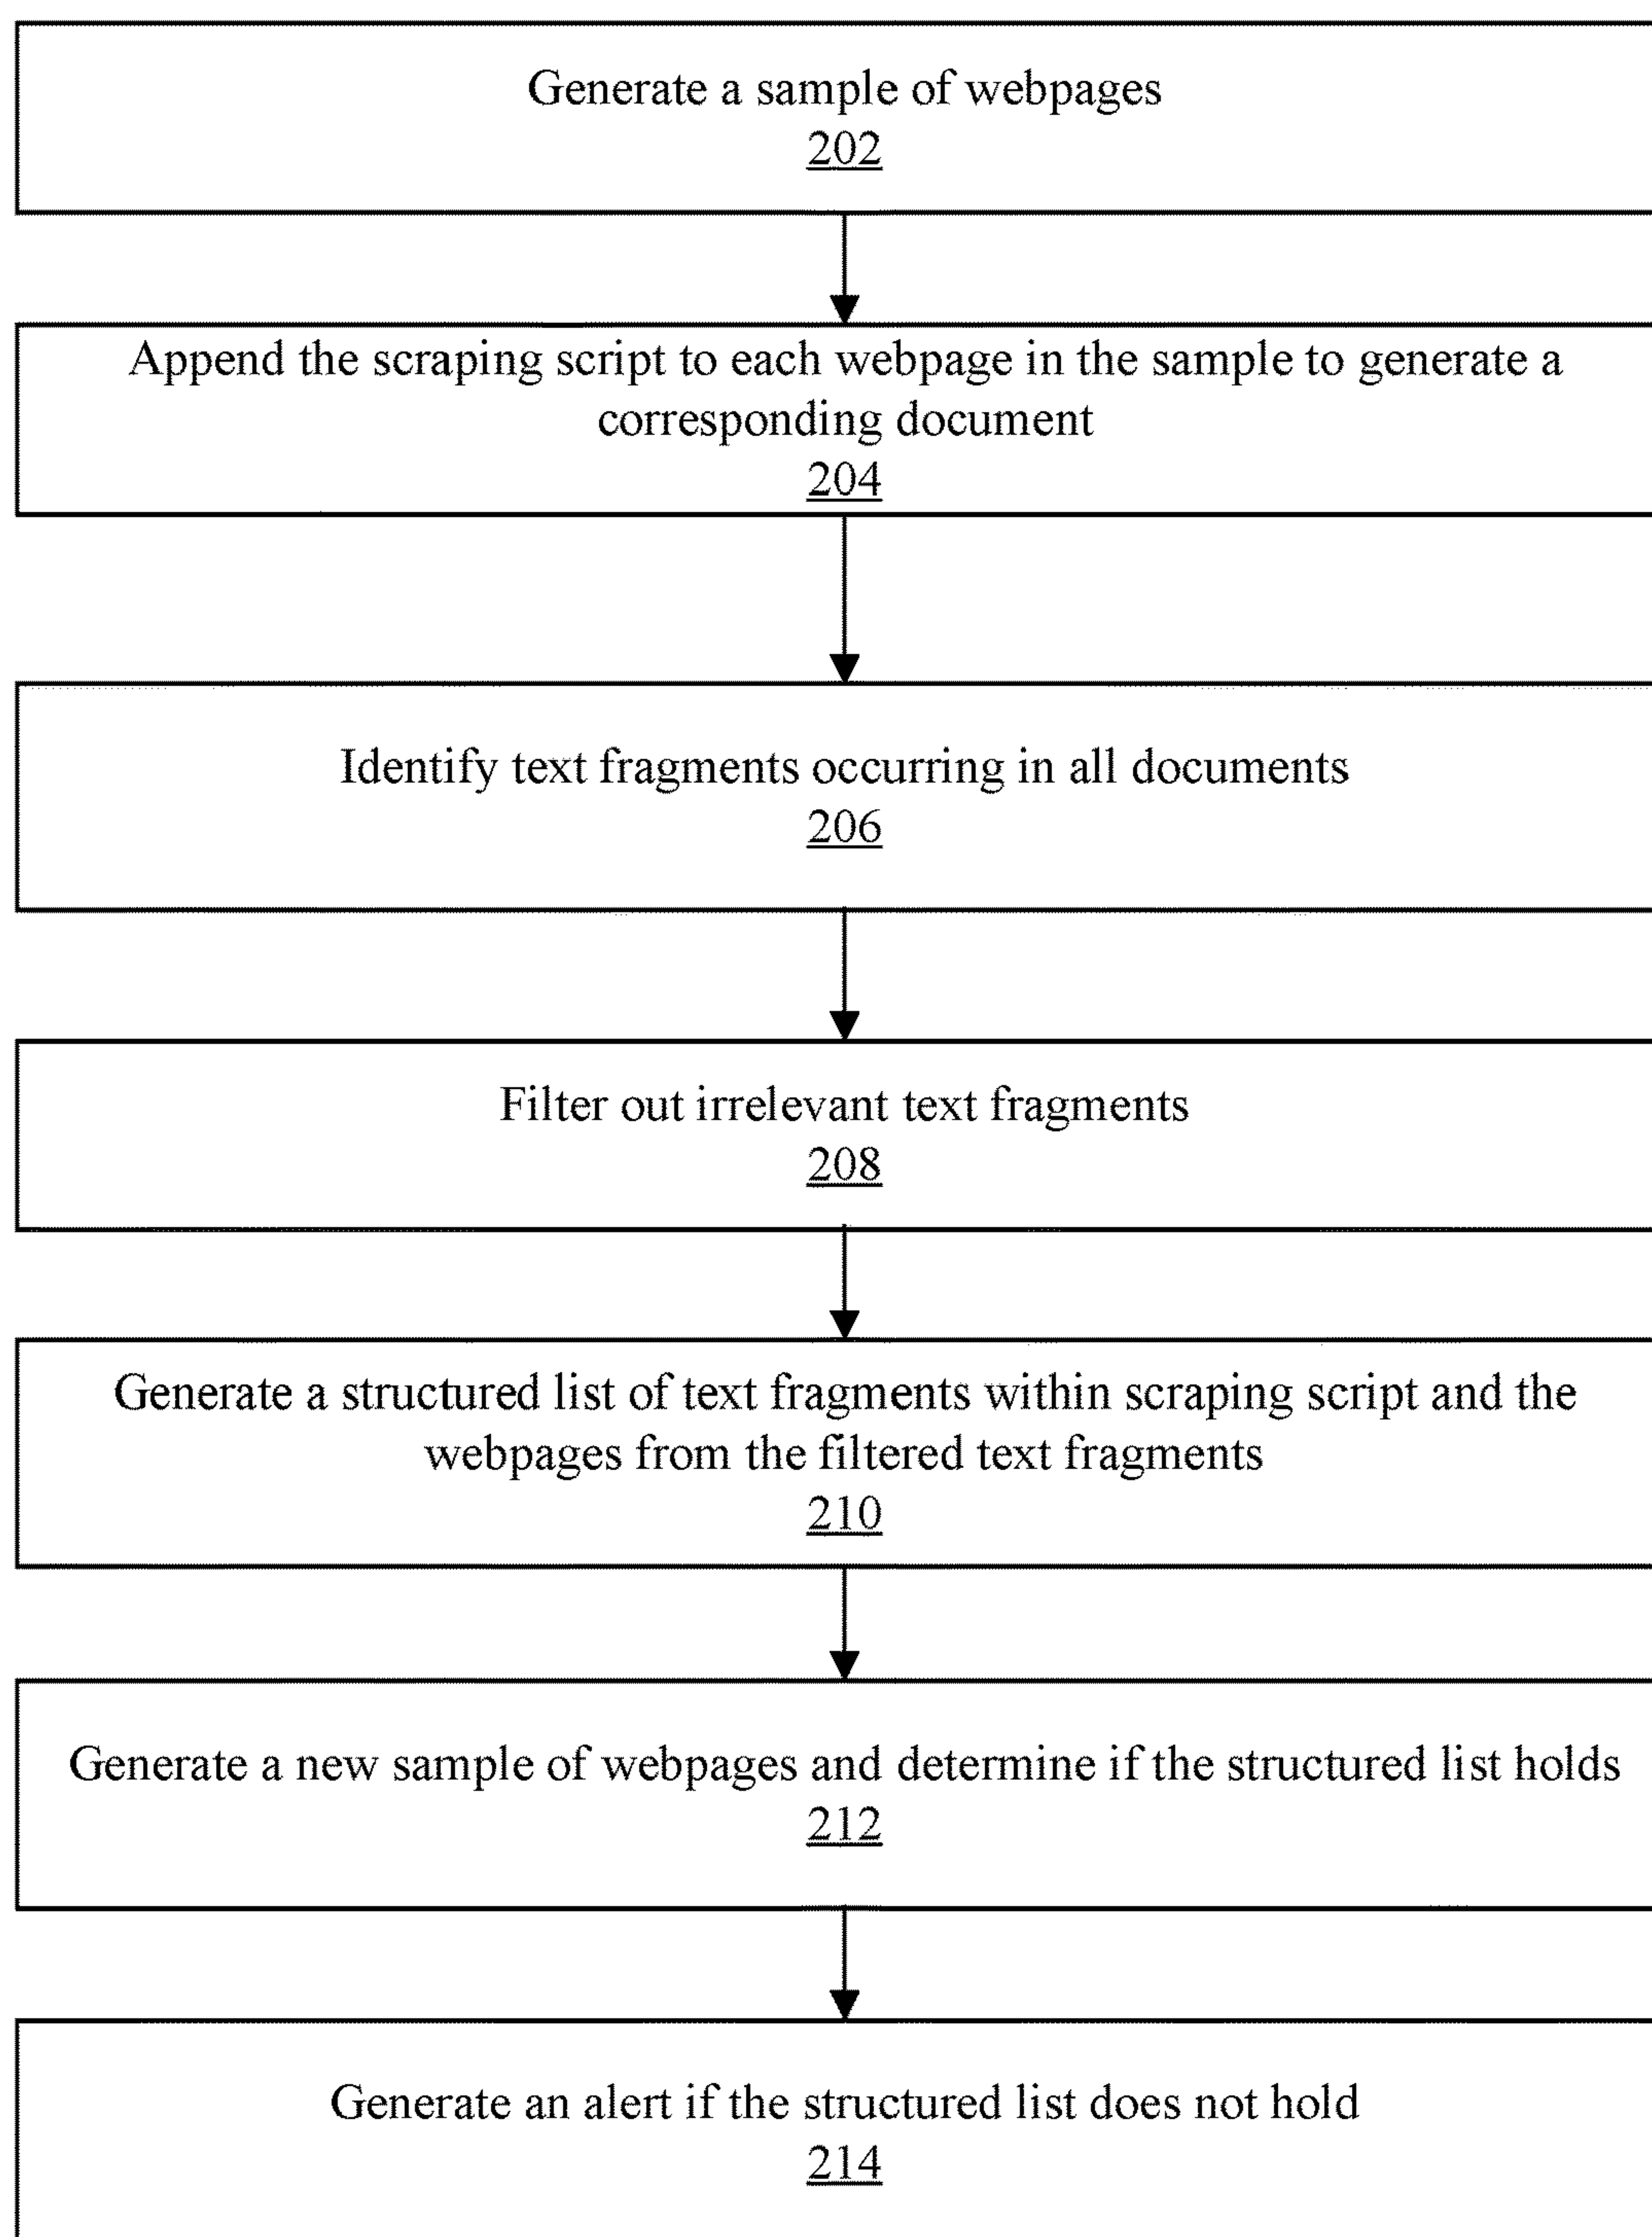 Generate a sample of webpages
202
Append the scraping script to each webpage in the sample to generate a
corresponding document
204
Identify text fragments occurring in all documents
206
Filter out irrelevant text fragments
208
Generate a structured list of text fragments within scraping script and the
webpages from the filtered text fragments
210
Generate a new sample of webpages and determine if the structured list holds
212
Generate an alert if the structured list does not hold
214